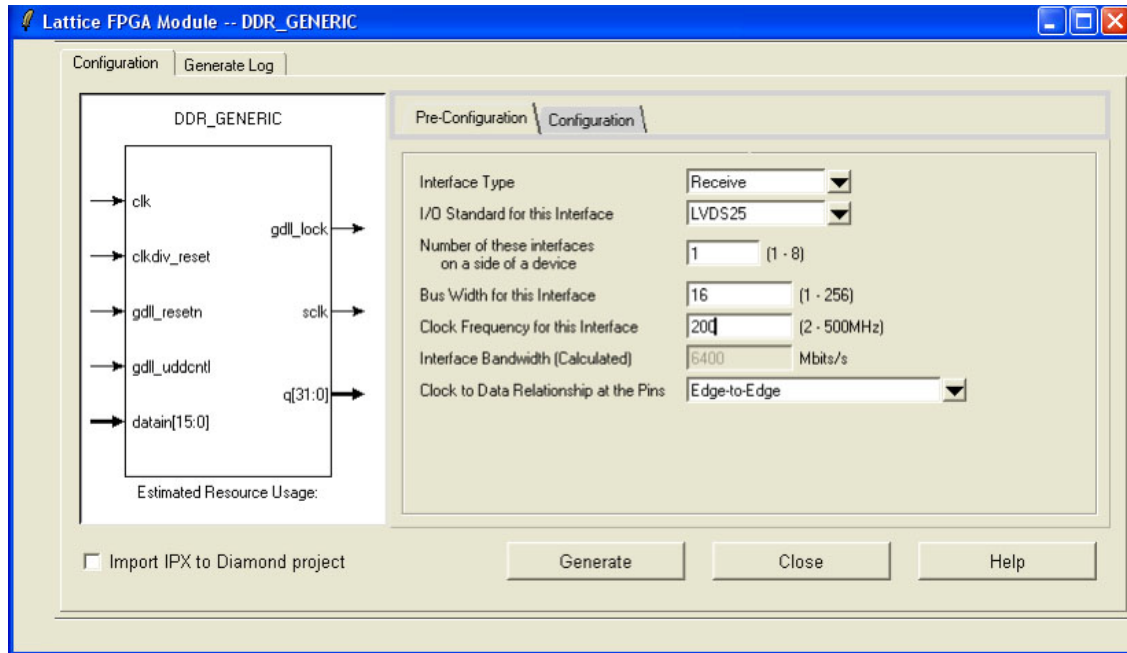 Lattice FPGA Module -- DDR_GENERIC
Configuration
Generate Log
DDR_GENERIC
clk
gdll_lock
clkdiv_reset
gdll_resetn
sclk
gdll_uddcntl
q[31:0]
datain[15:0]
Estimated Resource Usage:
Pre-Configuration
Configuration
Interface Type
Receive
I/O Standard for this Interface
LVDS25
Number of these interfaces
on a side of a device
1
(1 - 8)
Bus Width for this Interface
16
(1 - 256)
Clock Frequency for this Interface
200
(2 - 500MHz)
Interface Bandwidth (Calculated)
6400
Mbits/s
Clock to Data Relationship at the Pins
Edge-to-Edge
Import IPX to Diamond project
Generate
Close
Help